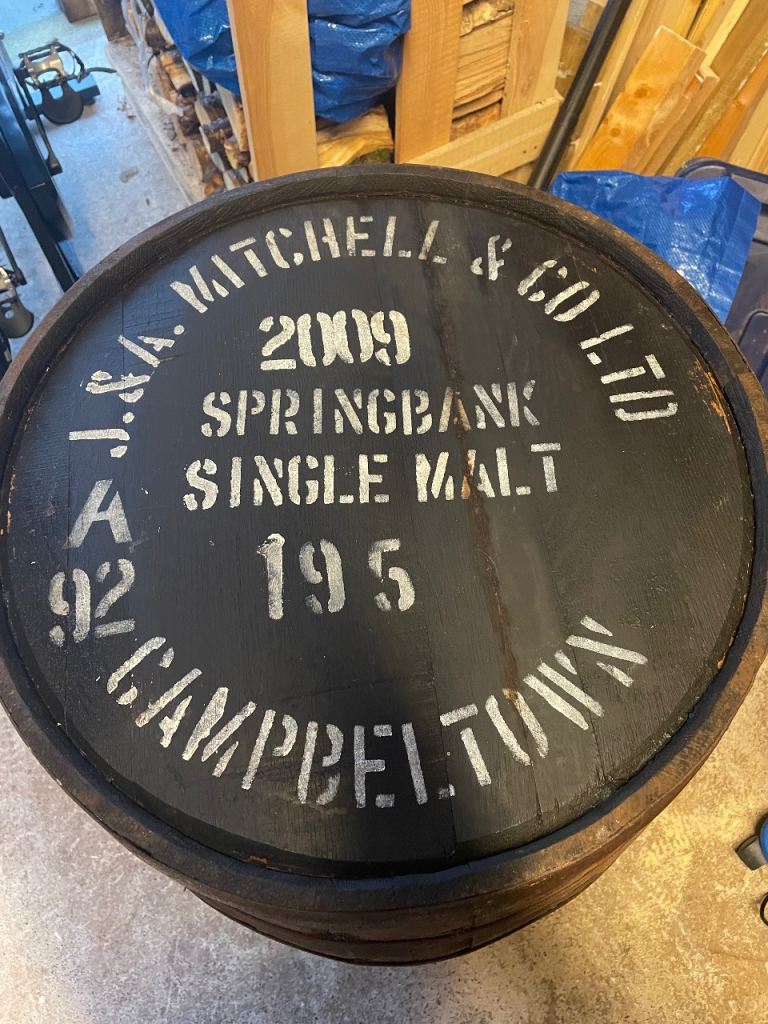 J.&A. MITCHELL & CO LTD
2009
SPRINGBANK
SINGLE MALT
195
A
92
CAMPBELTOWN